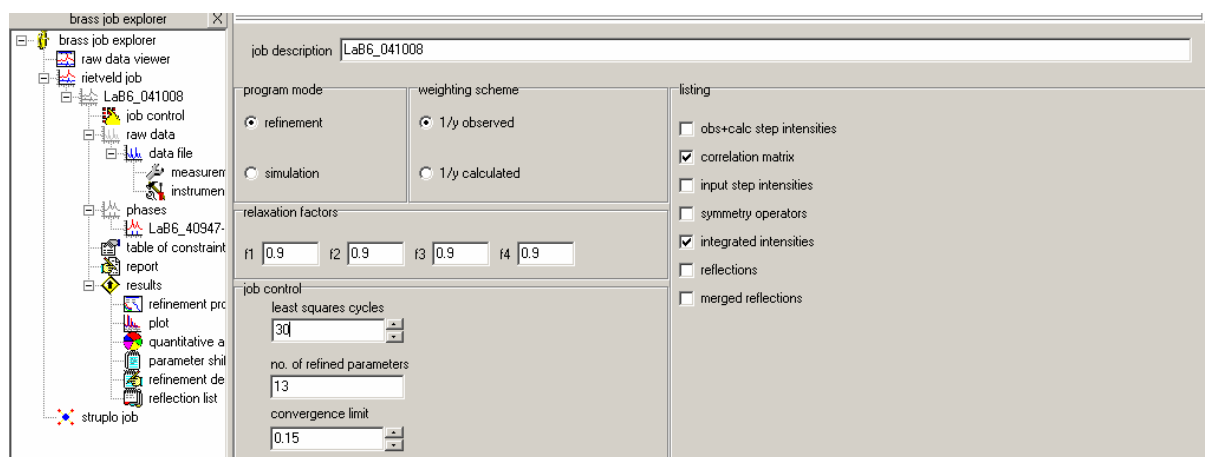 brass job explorer
brass job explorer
raw data viewer
rietveld job
LaB6_041008
job control
raw data
data file
measurem
instrumen
phases
LaB6_40947-
table of constraint
report
results
refinement pro
plot
quantitative a
parameter shif
refinement de
reflection list
struplo job
job description LaB6_041008
program mode
refinement
simulation
weighting scheme
1/y observed
1/y calculated
relaxation factors
f1 0.9 f2 0.9 f3 0.9 f4 0.9
job control
least squares cycles
30
no. of refined parameters
13
convergence limit
0.15
listing
obs+calc step intensities
correlation matrix
input step intensities
symmetry operators
integrated intensities
reflections
merged reflections